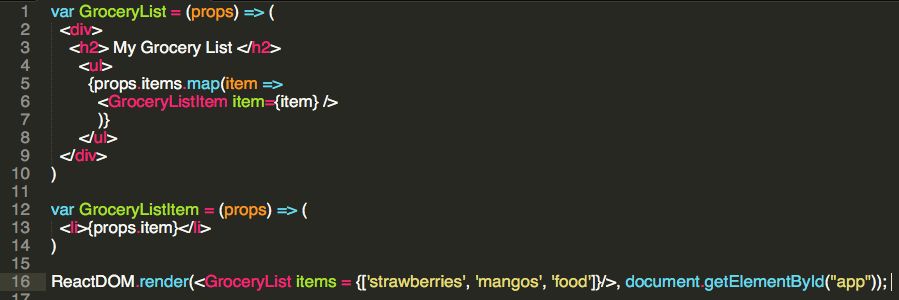 1 var GroceryList = (props) => (
2 <div>
3 <h2> My Grocery List </h2>
4 <ul>
5 {props.items.map(item =>
6 <GroceryListItem item={item} />
7 )}
8 </ul>
9 </div>
10 )
11
12 var GroceryListItem = (props) => (
13 <li>{props.item}</li>
14 )
15
16 ReactDOM.render(<GroceryList items = {['strawberries', 'mangos', 'food']}/>, document.getElementById("app"));
17